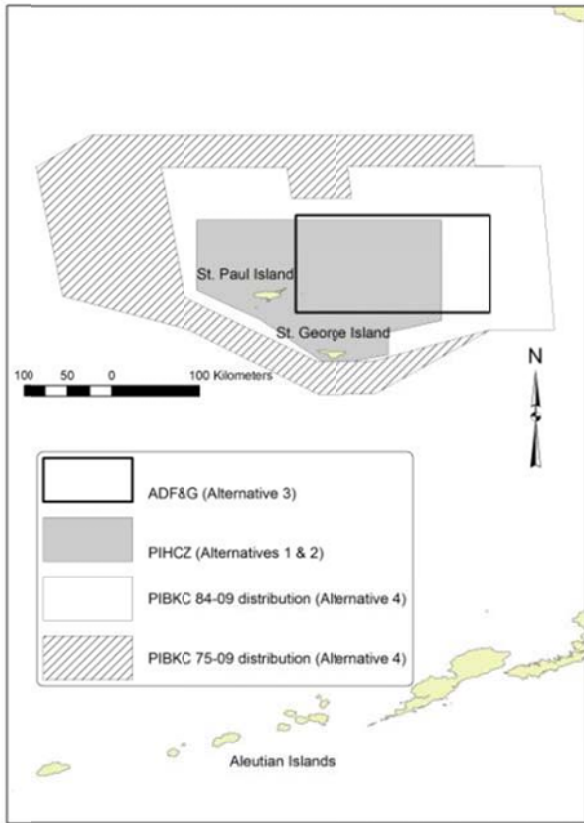 St. Paul Island
St. George Island
100 50 0 100 Kilometers
N
ADF&G (Alternative 3)
PIHCZ (Alternatives 1 & 2)
PIBKC 84-09 distribution (Alternative 4)
PIBKC 75-09 distribution (Alternative 4)
Aleutian Islands